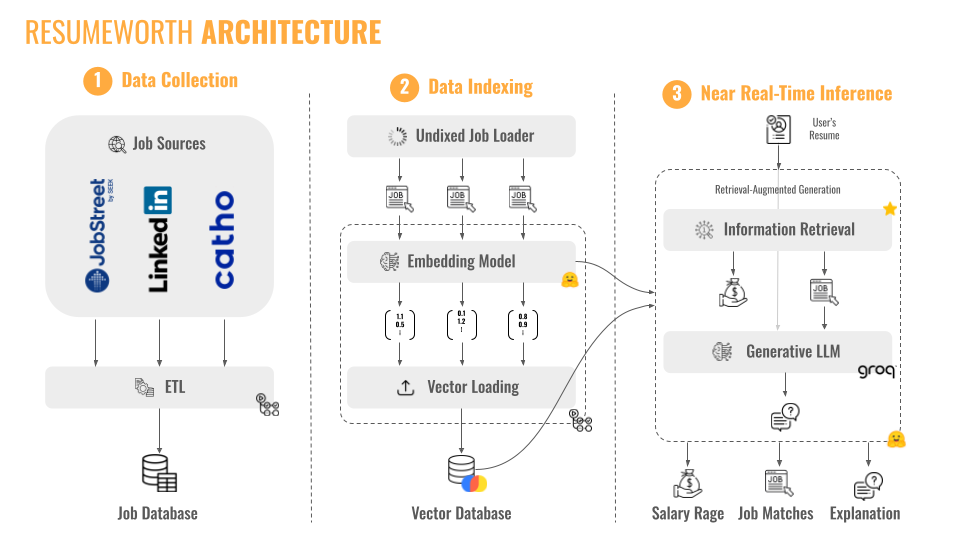 RESUMEWORTH ARCHITECTURE
1 Data Collection
Job Sources
JobStreet
by SEEK
Linked in
catho
ETL
Job Database
2 Data Indexing
Undixed Job Loader
JOB JOB JOB
Embedding Model
1.1 0.1 0.8
0.5 1.2 0.9
Vector Loading
Vector Database
3 Near Real-Time Inference
User's
Resume
Retrieval-Augmented Generation
Information Retrieval
$ JOB
Generative LLM
groq
?
$ JOB ?
Salary Rage Job Matches Explanation